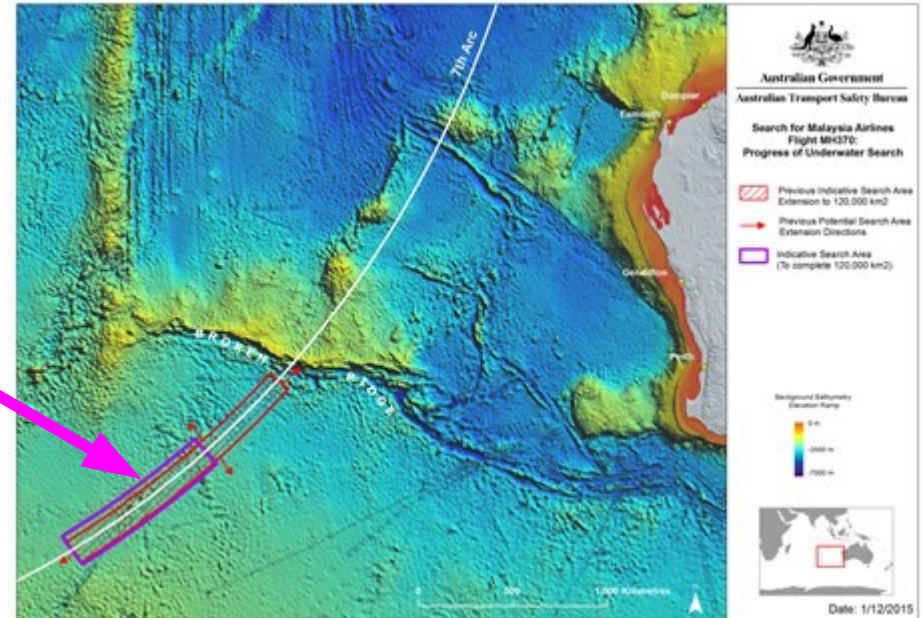 7th Arc
Dampier
Exmouth
Geraldton
Perth
BROKEN
RIDGE
0 500 1,000 Kilometres
Australian Government
Australian Transport Safety Bureau
Search for Malaysia Airlines
Flight MH370:
Progress of Underwater Search
Previous Indicative Search Area
Extension to 120,000 km2
Previous Potential Search Area
Extension Directions
Indicative Search Area
(To complete 120,000 km2)
Background Bathymetry
Elevation Ramp
0 m
-3500 m
-7000 m
Date: 1/12/2015